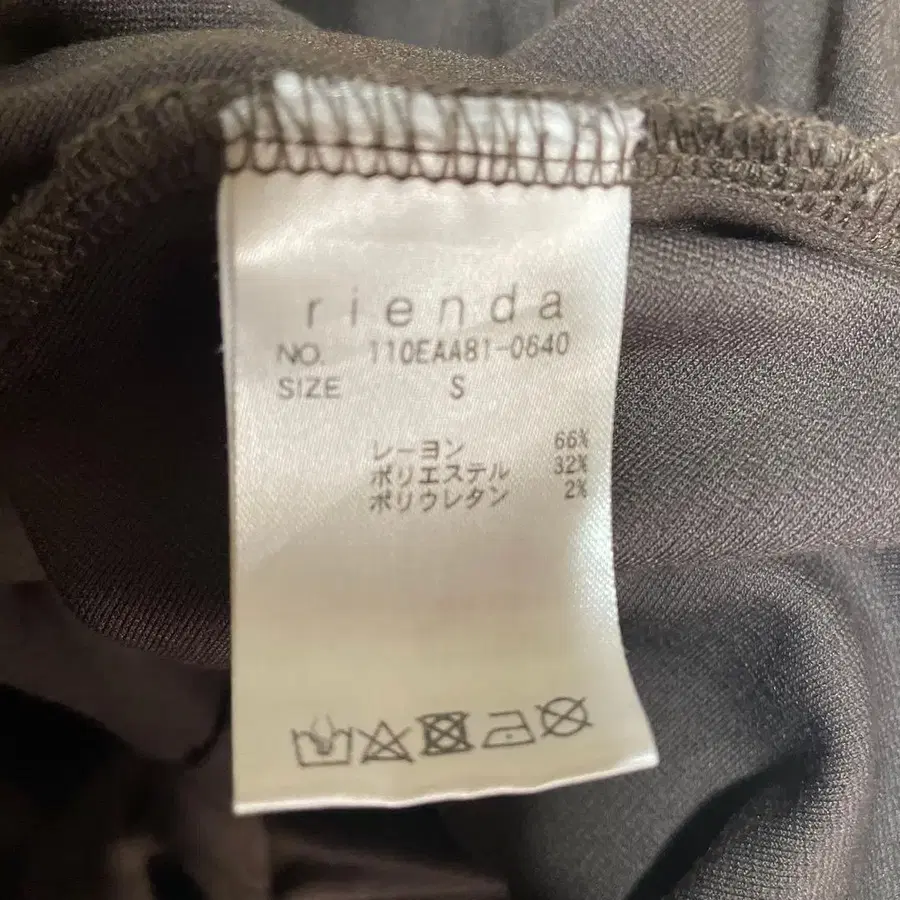 rienda
NO. 110EAA81-0640
SIZE S
レーヨン 66%
ポリエステル 32%
ポリウレタン 2%